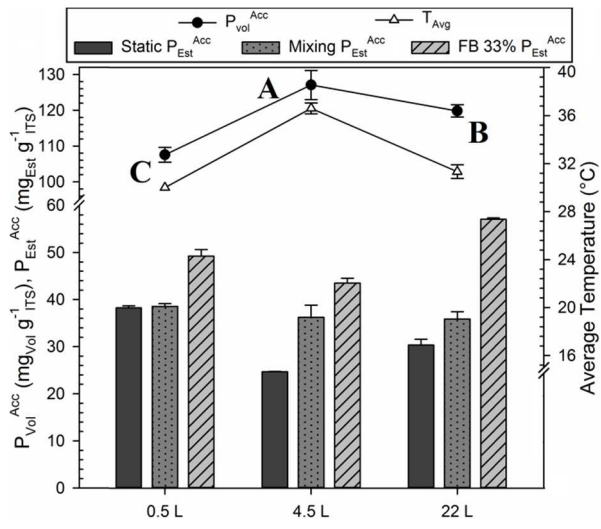 P_vol^Acc T_Avg
Static P_Est^Acc Mixing P_Est^Acc FB 33% P_Est^Acc
P_Vol^Acc (mg_Vol g^-1_ITS), P_Est^Acc (mg_Est g^-1_ITS)
130
120
110
100
60
50
40
30
20
10
0
A
B
C
40
36
32
28
24
20
16
Average Temperature (°C)
0.5 L 4.5 L 22 L